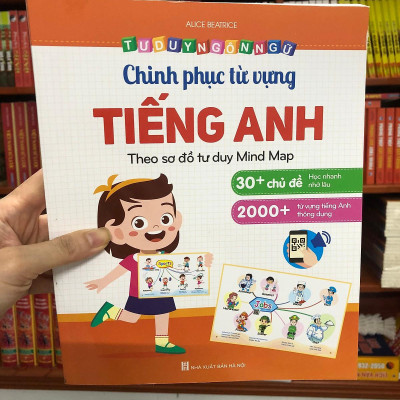 ALICE BEATRICE
TƯ DUY NGÔN NGỮ
Chinh phục từ vựng
TIẾNG ANH
Theo sơ đồ tư duy Mind Map
30+ chủ đề
Học nhanh
nhớ lâu
2000+
từ vựng tiếng Anh
thông dụng
Sports
Jobs
NHÀ XUẤT BẢN HÀ NỘI